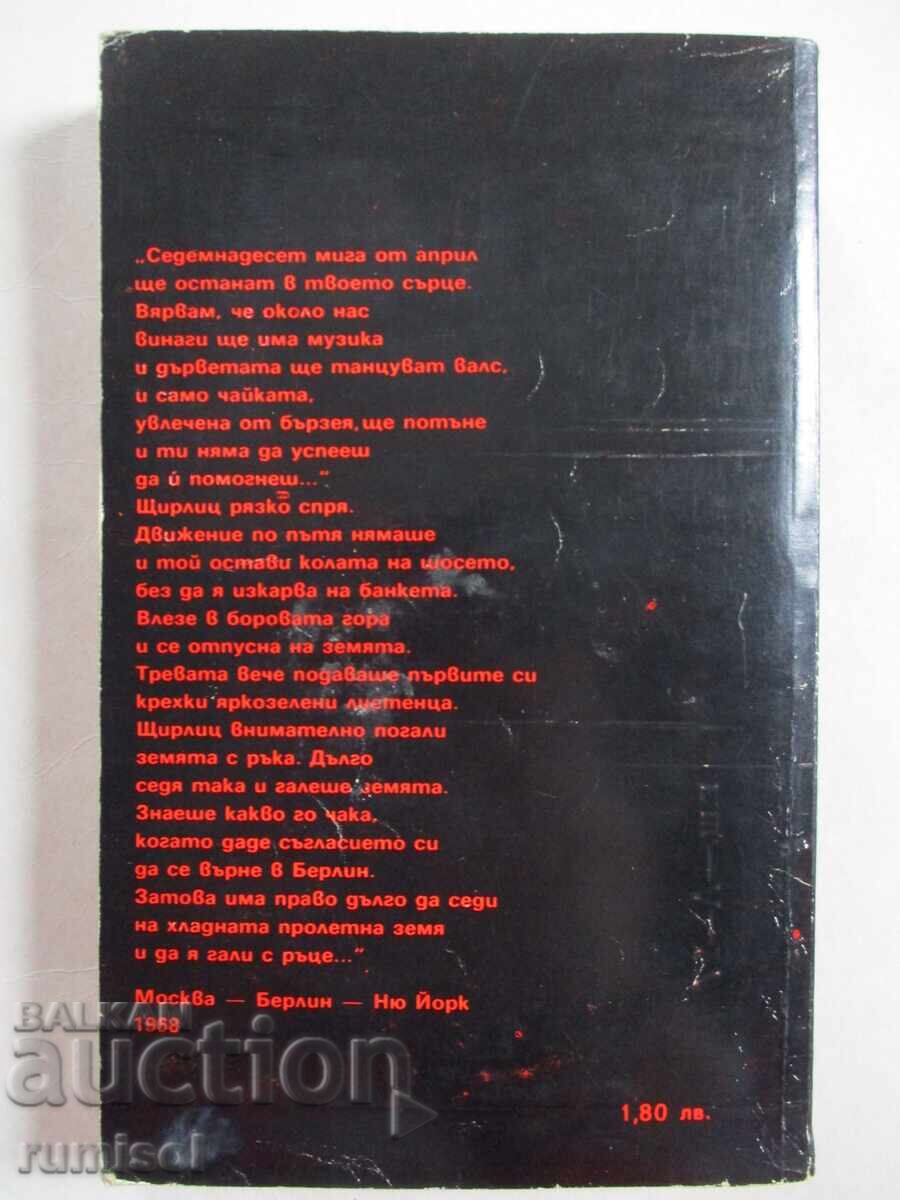 „Седемнадесет мига от април
ще останат в твоето сърце.
Вярвам, че около нас
винаги ще има музика
и дърветата ще танцуват валс,
и само чайката,
увлечена от бързея, ще потъне
и ти няма да успееш
да ѝ помогнеш..."
Щирлиц рязко спря.
Движение по пътя нямаше
и той остави колата на шосето,
без да я изкарва на банкета.
Влезе в боровата гора
и се отпусна на земята.
Тревата вече подаваше първите си
крехки яркозелени листенца.
Щирлиц внимателно погали
земята с ръка. Дълго
седя така и галеше земята.
Знаеше какво го чака,
когато даде съгласието си
да се върне в Берлин.
Затова има право дълго да седи
на хладната пролетна земя
и да я гали с ръце..."
Москва — Берлин — Ню Йорк
1968
1,80 лв.
BALKAN
auction
rumisol